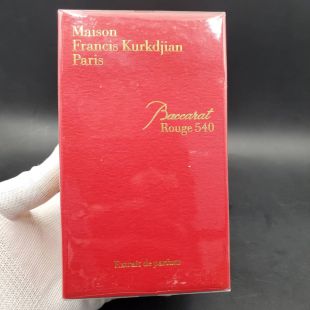 Maison
Francis Kurkdjian
Paris
Baccarat
Rouge 540
Extrait de parfum